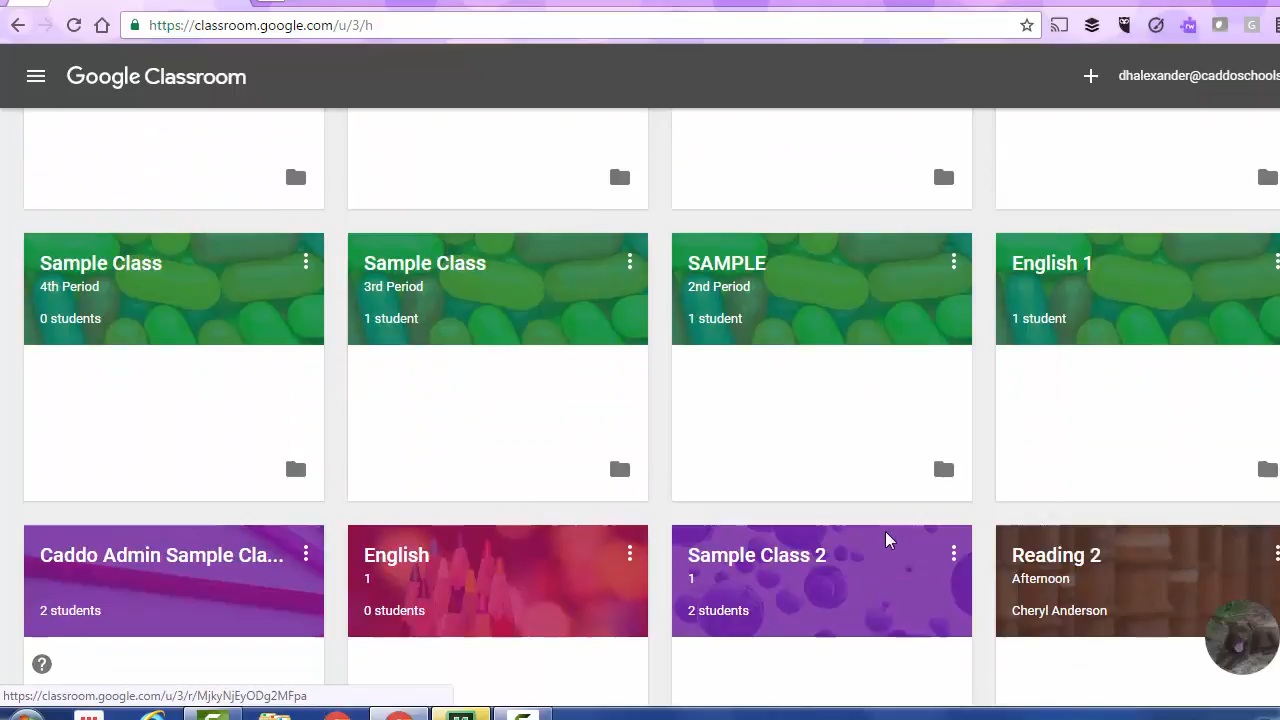 https://classroom.google.com/u/3/h
Google Classroom
dhalexander@caddoschools
Sample Class
4th Period
0 students
Sample Class
3rd Period
1 student
SAMPLE
2nd Period
1 student
English 1
1 student
Caddo Admin Sample Cla...
2 students
English
1
0 students
Sample Class 2
1
2 students
Reading 2
Afternoon
Cheryl Anderson
https://classroom.google.com/u/3/r/MjkyNjEyODg2MFpa